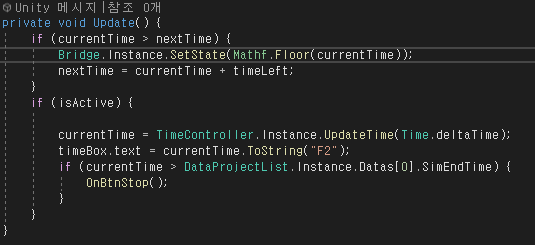 Unity 메시지|참조 0개
private void Update() {
if (currentTime > nextTime) {
Bridge.Instance.SetState(Mathf.Floor(currentTime));
nextTime = currentTime + timeLeft;
}
if (isActive) {
currentTime = TimeController.Instance.UpdateTime(Time.deltaTime);
timeBox.text = currentTime.ToString("F2");
if (currentTime > DataProjectList.Instance.Datas[0].SimEndTime) {
OnBtnStop();
}
}
}